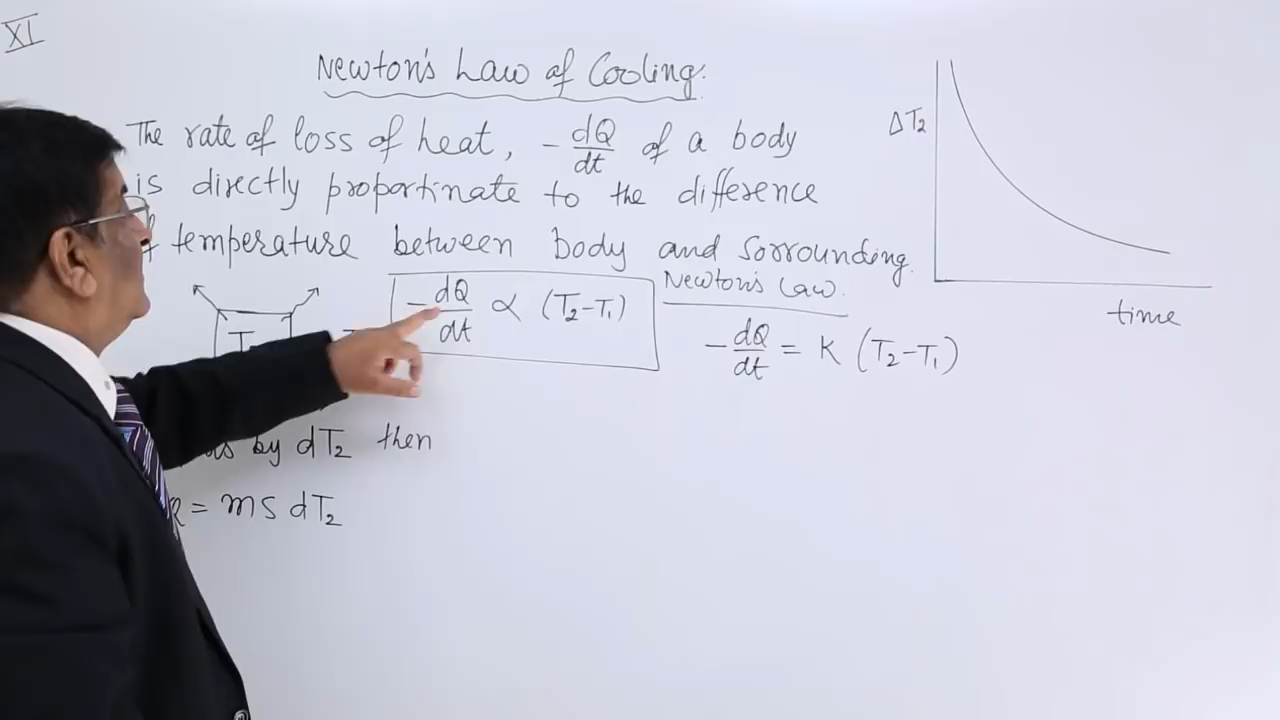 XI
Newton's Law of Cooling.
The rate of loss of heat, - dQ/dt of a body
is directly proportinate to the difference
temperature between body and sorrounding.
- dQ/dt ∝ (T₂-T₁)
Newton's Law.
- dQ/dt = K (T₂-T₁)
by dT₂ then
= ms dT₂
ΔT₂
time